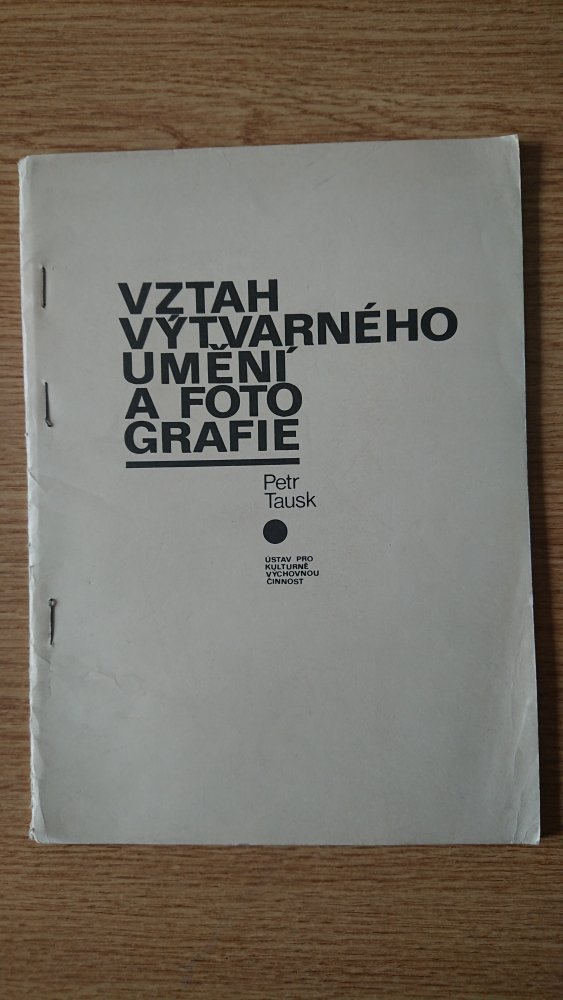 VZTAH
VÝTVARNÉHO
UMĚNÍ
A FOTO
GRAFIE
Petr
Tausk
ÚSTAV PRO
KULTURNĚ
VÝCHOVNOU
ČINNOST